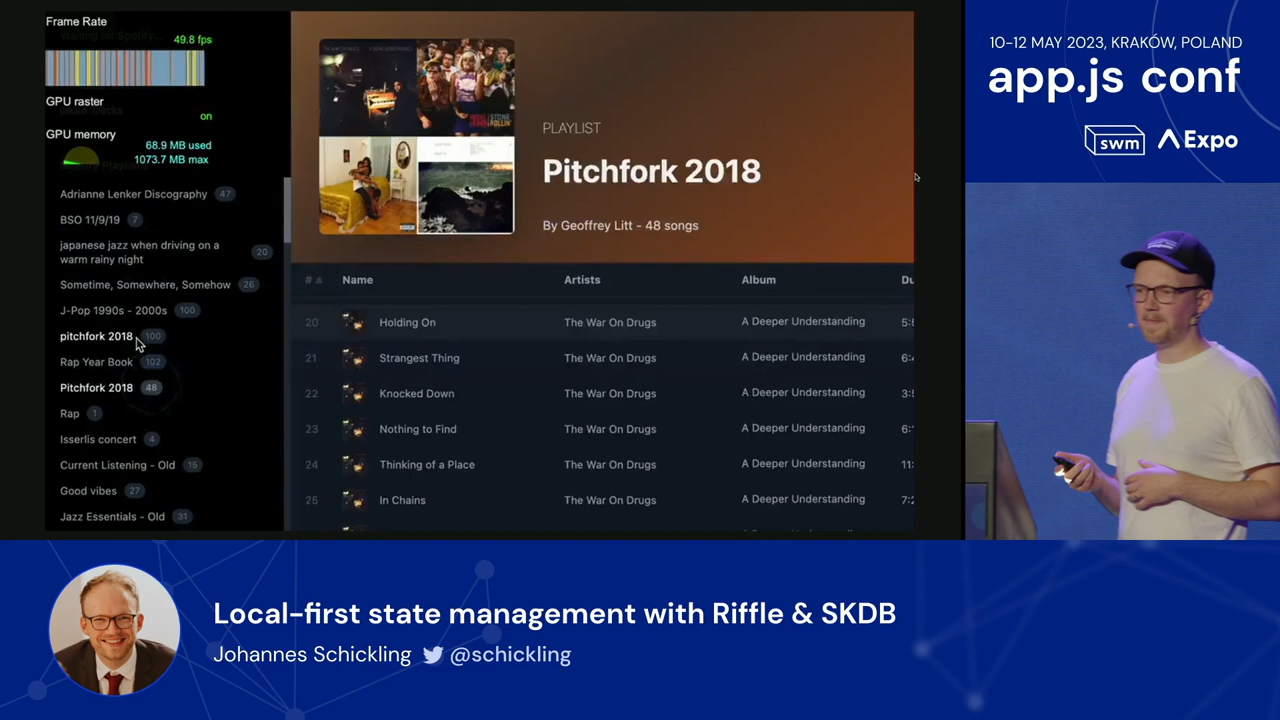 Frame Rate
49.8 fps
GPU raster
on
GPU memory
68.9 MB used
1073.7 MB max
Adrianne Lenker Discography 47
BSO 11/9/19 7
japanese jazz when driving on a
warm rainy night 20
Sometime, Somewhere, Somehow 26
J-Pop 1990s - 2000s 100
pitchfork 2018 100
Rap Year Book 102
Pitchfork 2018 48
Rap 1
Isserlis concert 4
Current Listening - Old 15
Good vibes 27
Jazz Essentials - Old 31
PLAYLIST
Pitchfork 2018
By Geoffrey Litt - 48 songs
# Name Artists Album Du
20 Holding On The War On Drugs A Deeper Understanding
21 Strangest Thing The War On Drugs A Deeper Understanding
22 Knocked Down The War On Drugs A Deeper Understanding
23 Nothing to Find The War On Drugs A Deeper Understanding
24 Thinking of a Place The War On Drugs A Deeper Understanding
25 In Chains The War On Drugs A Deeper Understanding
10-12 MAY 2023, KRAKÓW, POLAND
app.js conf
swm Expo
Local-first state management with Riffle & SKDB
Johannes Schickling @schickling